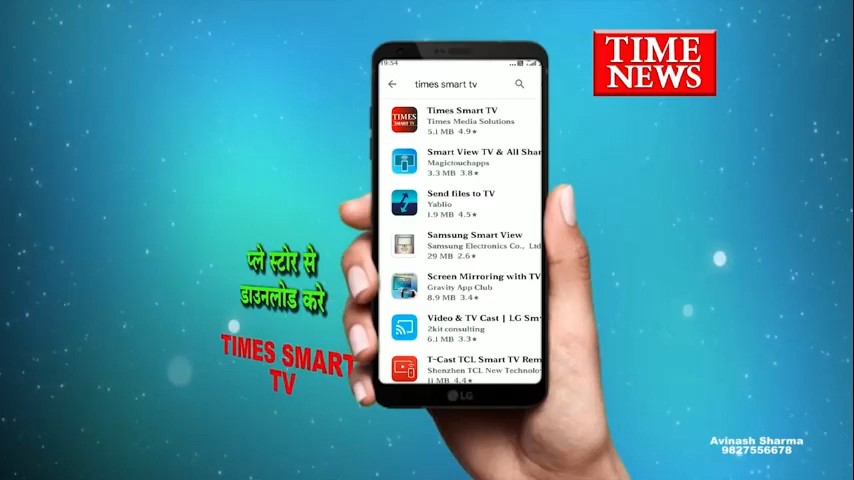 TIME
NEWS
19:54
times smart tv
TIMES
SMART TV
Times Smart TV
Times Media Solutions
5.1 MB 4.9★
Smart View TV & All Shar
Magictouchapps
3.3 MB 3.8★
Send files to TV
Yablio
1.9 MB 4.5★
Samsung Smart View
Samsung Electronics Co., Ltd
29 MB 2.6★
Screen Mirroring with TV
Gravity App Club
8.9 MB 3.4★
Video & TV Cast | LG Sm
2kit consulting
6.1 MB 3.3★
T-Cast TCL Smart TV Rem
Shenzhen TCL New Technolo
11 MB 4.4★
LG
प्ले स्टोर से
डाउनलोड करे
TIMES SMART
TV
Avinash Sharma
9827556678